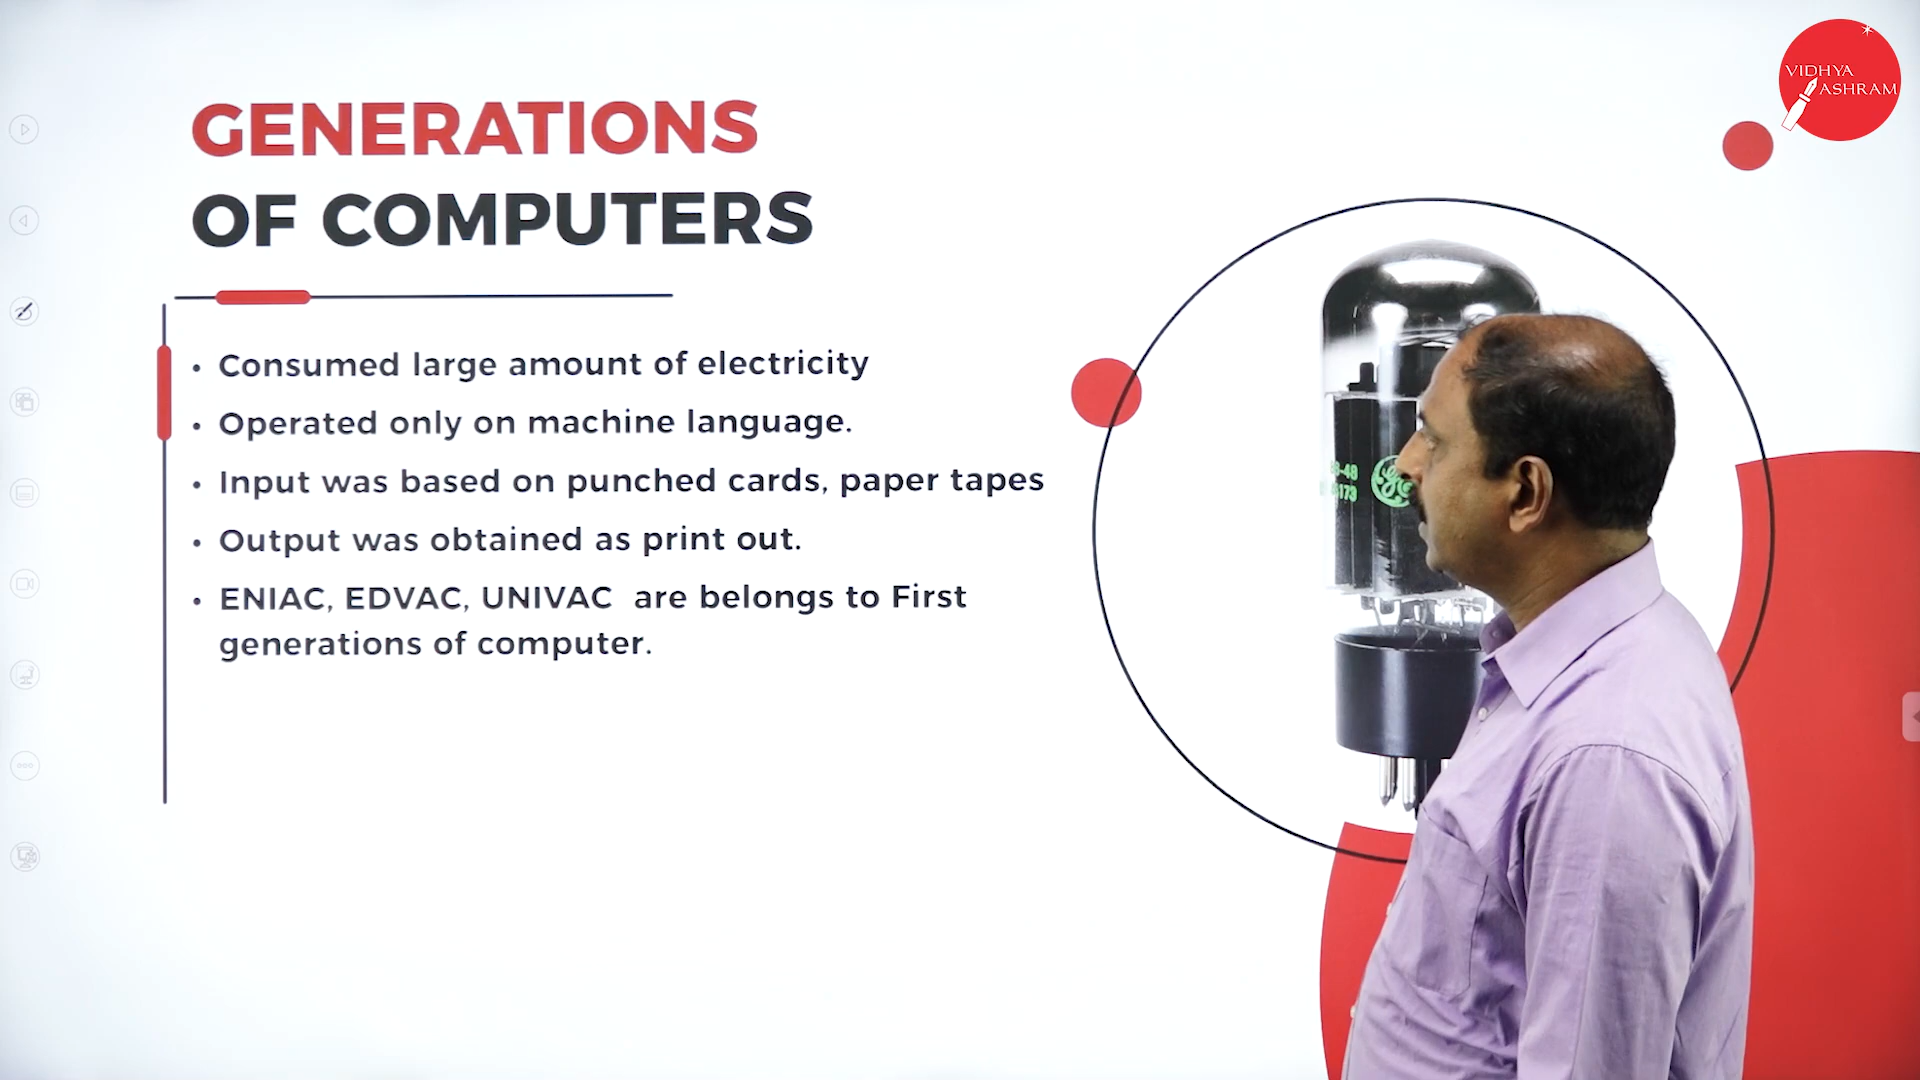 VIDHYA
ASHRAM
GENERATIONS
OF COMPUTERS
• Consumed large amount of electricity
• Operated only on machine language.
• Input was based on punched cards, paper tapes
• Output was obtained as print out.
• ENIAC, EDVAC, UNIVAC are belongs to First
generations of computer.